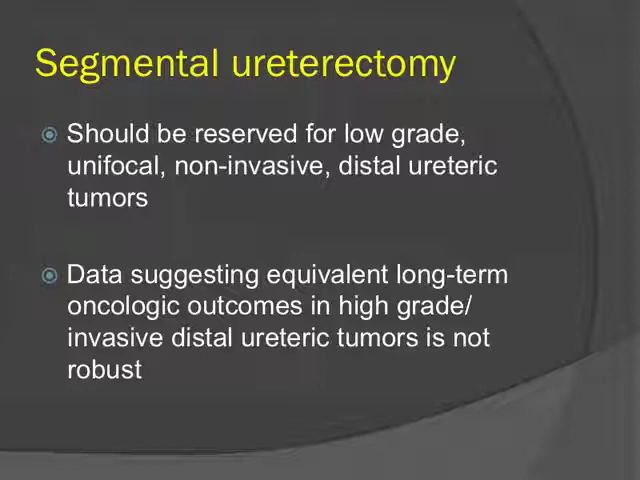 Segmental ureterectomy
Should be reserved for low grade,
unifocal, non-invasive, distal ureteric
tumors
Data suggesting equivalent long-term
oncologic outcomes in high grade/
invasive distal ureteric tumors is not
robust